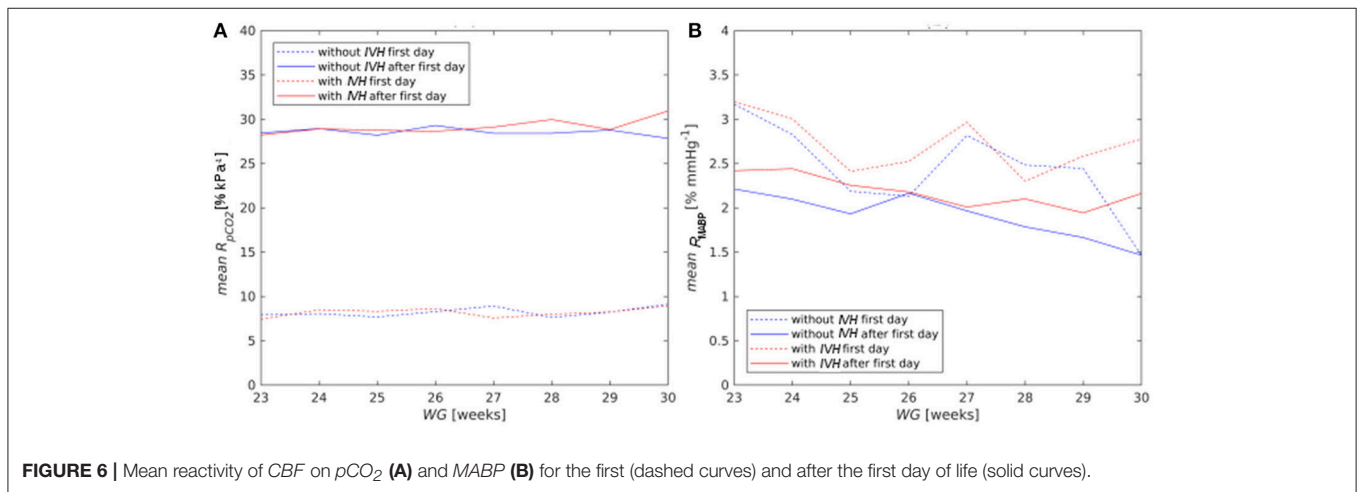 A
40
35
30
25
20
15
10
5
0
without IVH first day
without IVH after first day
with IVH first day
with IVH after first day
mean R_pCO2 [% kPa⁻¹]
23 24 25 26 27 28 29 30
WG [weeks]
B
4
3.5
3
2.5
2
1.5
1
0.5
0
without IVH first day
without IVH after first day
with IVH first day
with IVH after first day
mean R_MABP [% mmHg⁻¹]
23 24 25 26 27 28 29 30
WG [weeks]
FIGURE 6 | Mean reactivity of CBF on pCO₂ (A) and MABP (B) for the first (dashed curves) and after the first day of life (solid curves).